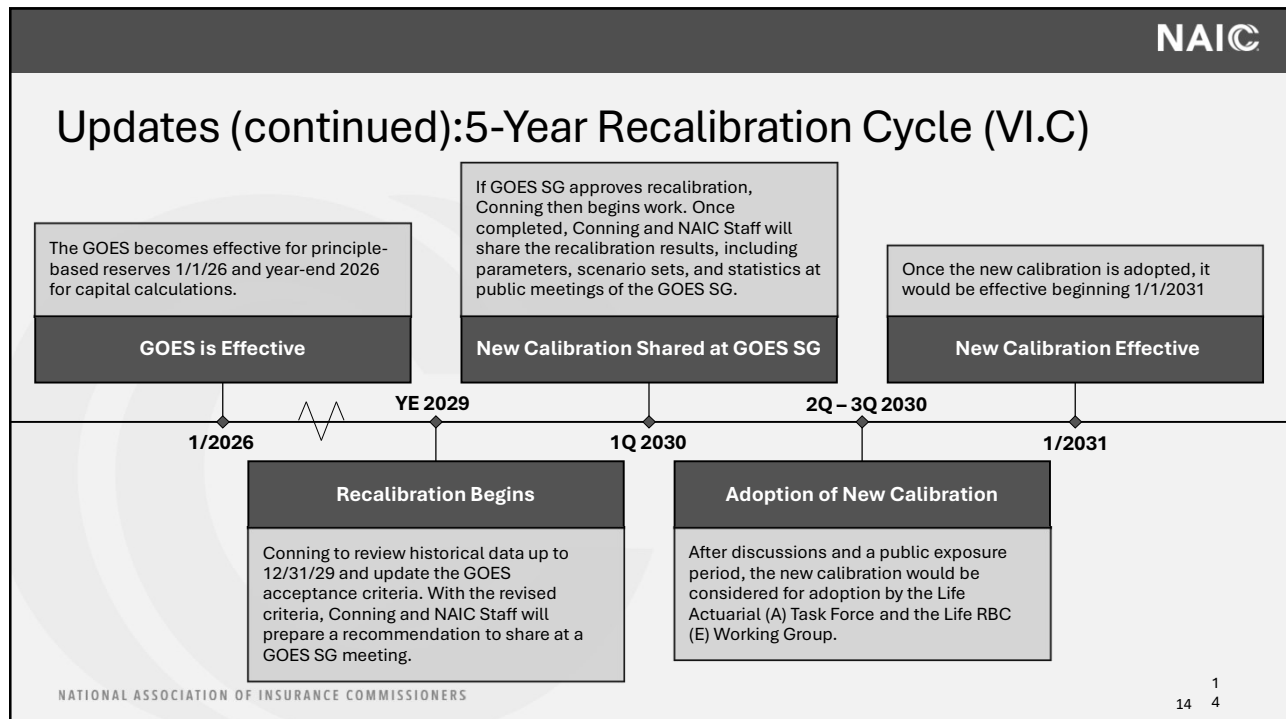 NAIC
Updates (continued):5-Year Recalibration Cycle (VI.C)
The GOES becomes effective for principle-
based reserves 1/1/26 and year-end 2026
for capital calculations.
GOES is Effective
If GOES SG approves recalibration,
Conning then begins work. Once
completed, Conning and NAIC Staff will
share the recalibration results, including
parameters, scenario sets, and statistics at
public meetings of the GOES SG.
New Calibration Shared at GOES SG
Once the new calibration is adopted, it
would be effective beginning 1/1/2031
New Calibration Effective
YE 2029
2Q – 3Q 2030
1/2026
1Q 2030
1/2031
Recalibration Begins
Conning to review historical data up to
12/31/29 and update the GOES
acceptance criteria. With the revised
criteria, Conning and NAIC Staff will
prepare a recommendation to share at a
GOES SG meeting.
Adoption of New Calibration
After discussions and a public exposure
period, the new calibration would be
considered for adoption by the Life
Actuarial (A) Task Force and the Life RBC
(E) Working Group.
NATIONAL ASSOCIATION OF INSURANCE COMMISSIONERS
14
1
4